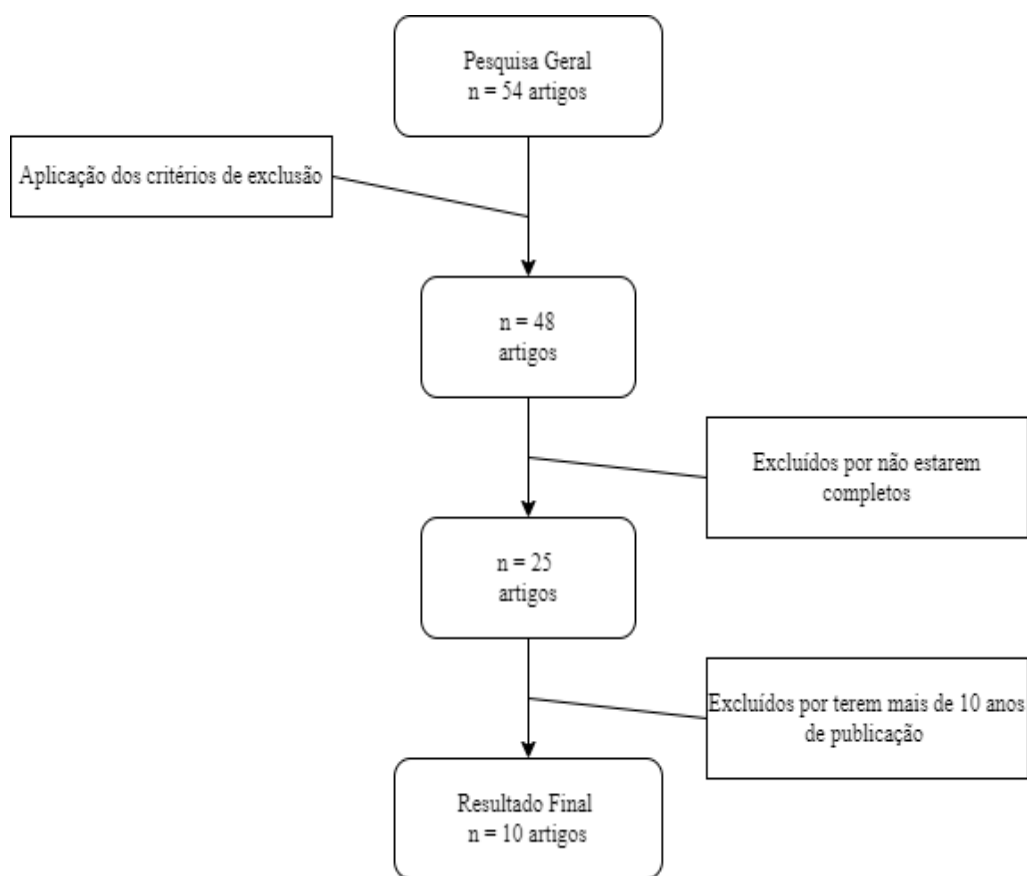 Pesquisa Geral
n = 54 artigos
Aplicação dos critérios de exclusão
n = 48
artigos
Excluídos por não estarem
completos
n = 25
artigos
Excluídos por terem mais de 10 anos
de publicação
Resultado Final
n = 10 artigos